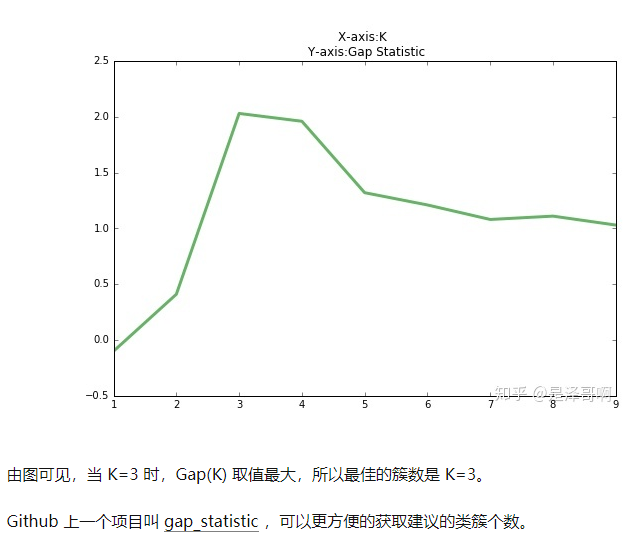 X-axis:K
Y-axis:Gap Statistic
2.5
2.0
1.5
1.0
0.5
0.0
−0.5
1 2 3 4 5 6 7 8 9
知乎 @是泽哥啊
由图可见，当 K=3 时，Gap(K) 取值最大，所以最佳的簇数是 K=3。
Github 上一个项目叫 gap_statistic ，可以更方便的获取建议的类簇个数。